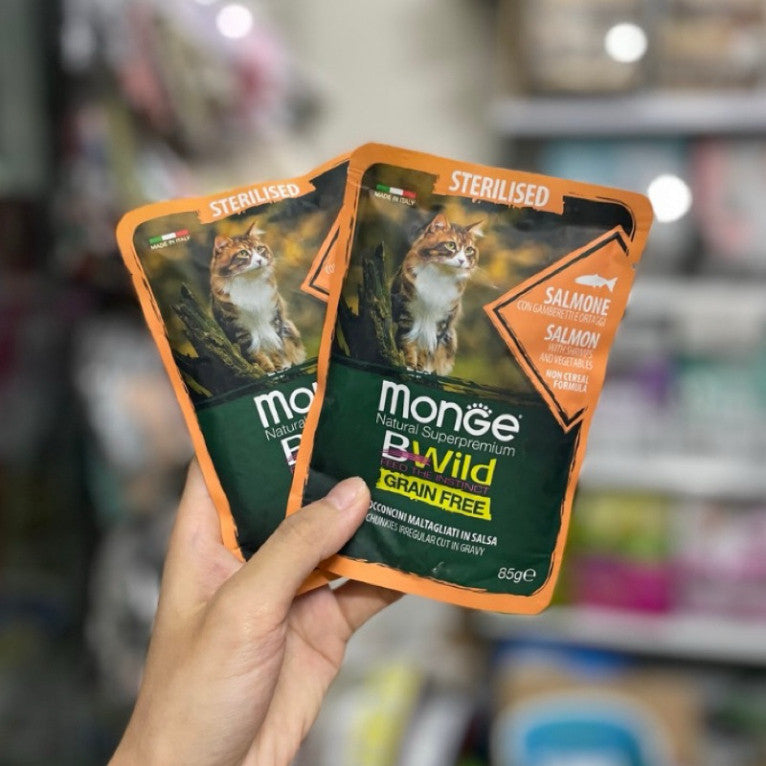 STERILISED
MADE IN ITALY
Natural
STERILISED
MADE IN ITALY
SALMONE
CON GAMBERETTI E ORTAGGI
SALMON
WITH SHRIMPS
AND VEGETABLES
NON CEREAL
FORMULA
MonGe
Natural Superpremium
BWild
FEED THE INSTINCT
GRAIN FREE
BOCCONCINI MALTAGLIATI IN SALSA
CHUNKIES IRREGULAR CUT IN GRAVY
85g℮